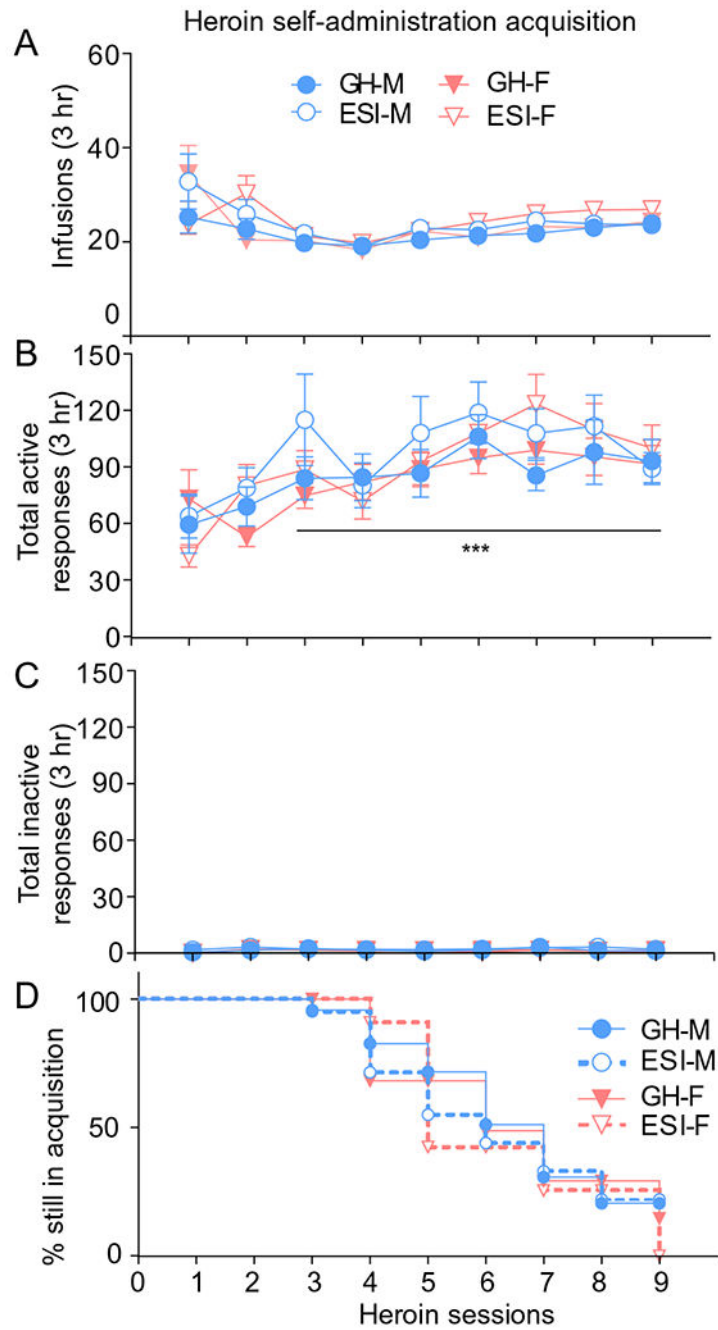 Heroin self-administration acquisition
A
60
40
20
0
Infusions (3 hr)
GH-M
GH-F
ESI-M
ESI-F
B
150
120
90
60
30
0
Total active
responses (3 hr)
***
C
150
120
90
60
30
0
Total inactive
responses (3 hr)
D
100
50
0
% still in acquisition
GH-M
ESI-M
GH-F
ESI-F
0 1 2 3 4 5 6 7 8 9
Heroin sessions